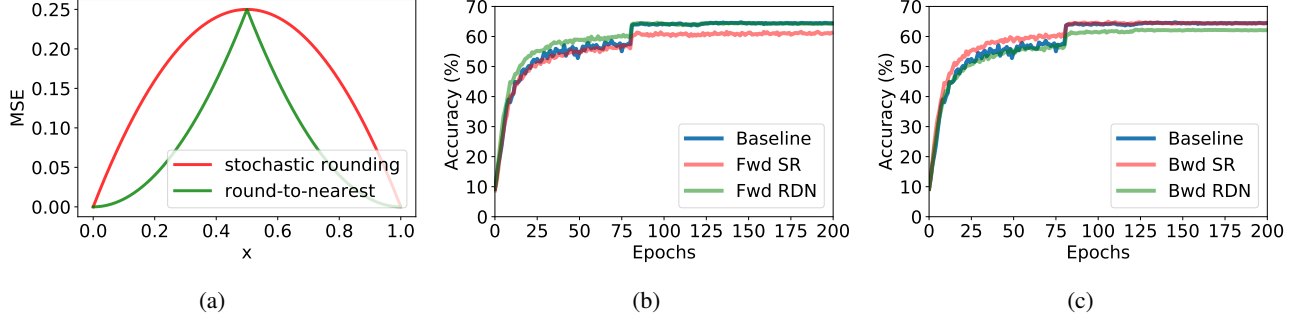 0.25
0.20
0.15
0.10
0.05
0.00
MSE
stochastic rounding
round-to-nearest
0.0 0.2 0.4 0.6 0.8 1.0
x
(a)
70
60
50
40
30
20
10
0
Accuracy (%)
Baseline
Fwd SR
Fwd RDN
0 25 50 75 100 125 150 175 200
Epochs
(b)
70
60
50
40
30
20
10
0
Accuracy (%)
Baseline
Bwd SR
Bwd RDN
0 25 50 75 100 125 150 175 200
Epochs
(c)